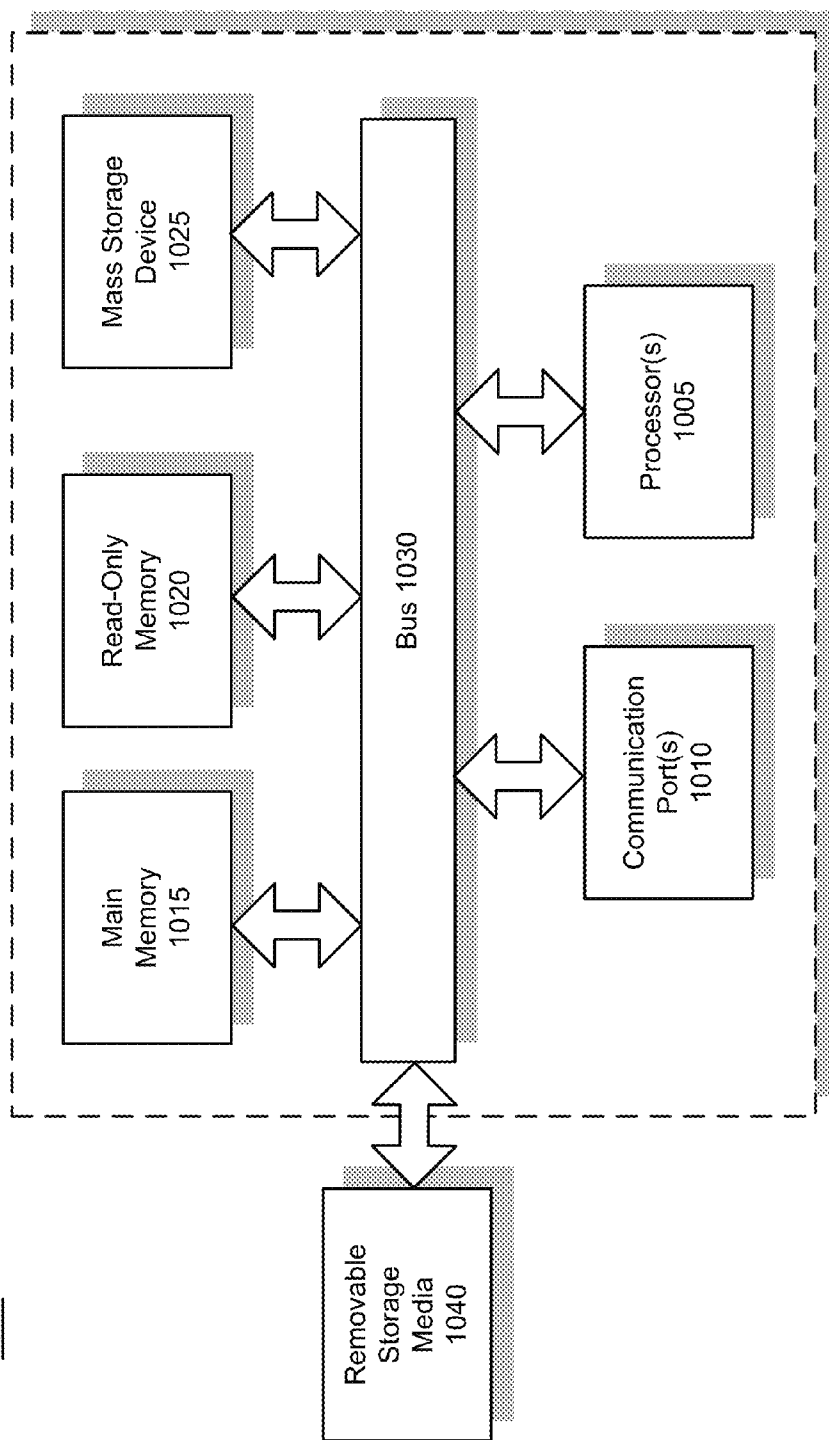 Main
Memory
1015
Read-Only
Memory
1020
Mass Storage
Device
1025
Bus 1030
Removable
Storage
Media
1040
Communication
Port(s)
1010
Processor(s)
1005